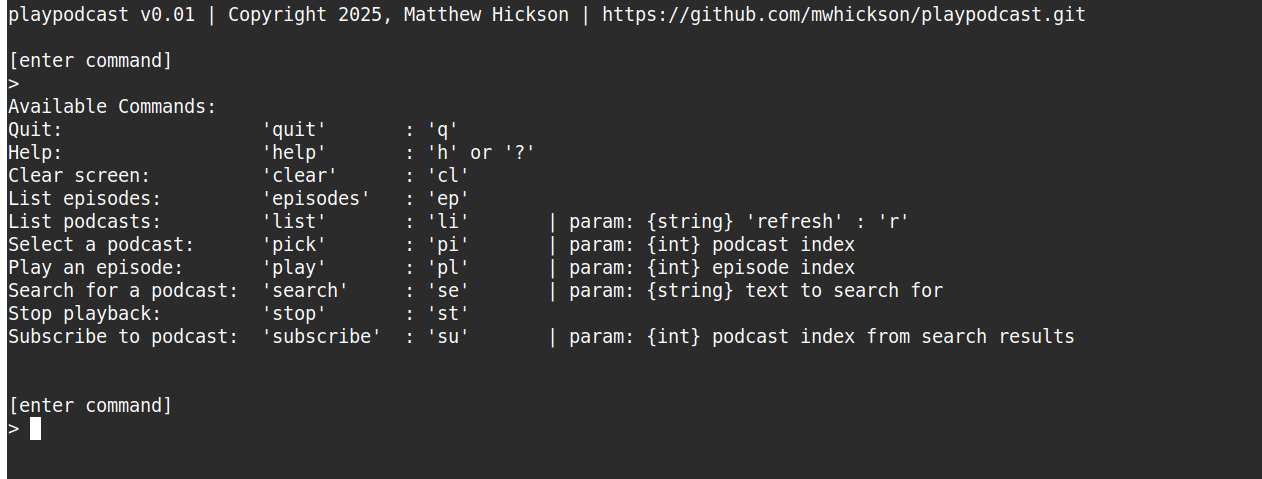 playpodcast v0.01 | Copyright 2025, Matthew Hickson | https://github.com/mwhickson/playpodcast.git
[enter command]
>
Available Commands:
Quit:                  'quit'       : 'q'
Help:                  'help'       : 'h' or '?'
Clear screen:          'clear'      : 'cl'
List episodes:         'episodes'   : 'ep'
List podcasts:         'list'       : 'li'       | param: {string} 'refresh' : 'r'
Select a podcast:      'pick'       : 'pi'       | param: {int} podcast index
Play an episode:       'play'       : 'pl'       | param: {int} episode index
Search for a podcast:  'search'     : 'se'       | param: {string} text to search for
Stop playback:         'stop'       : 'st'
Subscribe to podcast:  'subscribe'  : 'su'       | param: {int} podcast index from search results
[enter command]
>